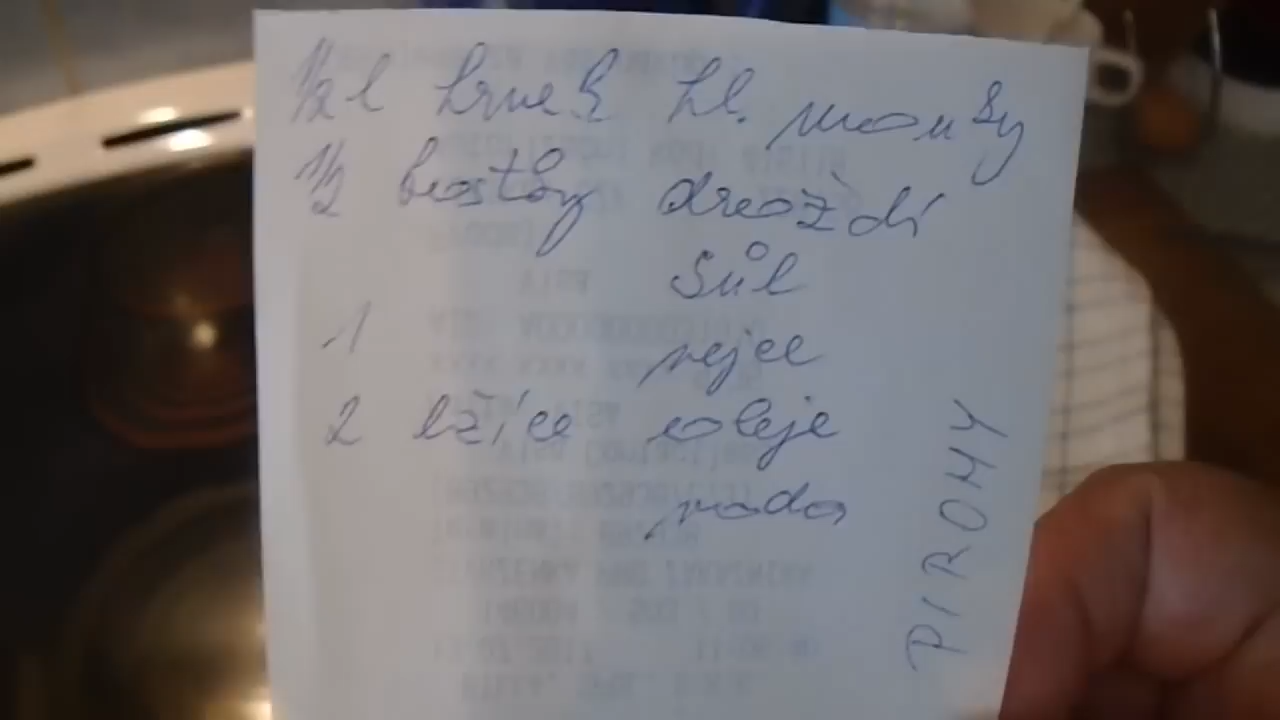 1/2 l hrnek hl. mouky
1/2 kostky droždí
sůl
1 vejce
2 lžíce oleje
voda
PIROHY